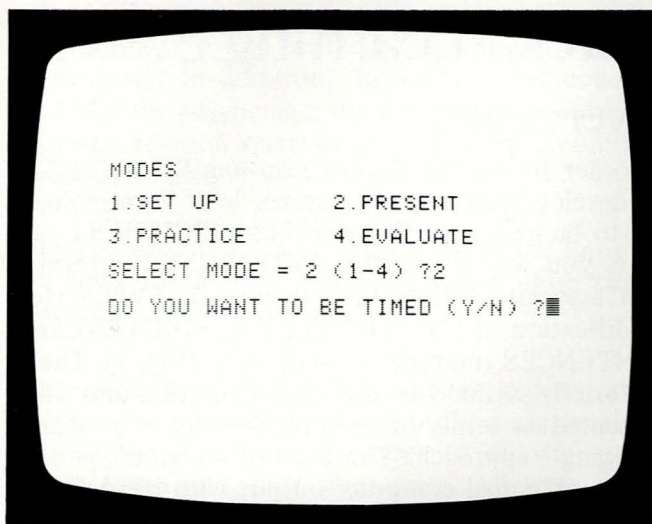 MODES
1.SET UP 2.PRESENT
3.PRACTICE 4.EVALUATE
SELECT MODE = 2 (1-4) ?2
DO YOU WANT TO BE TIMED (Y/N) ?